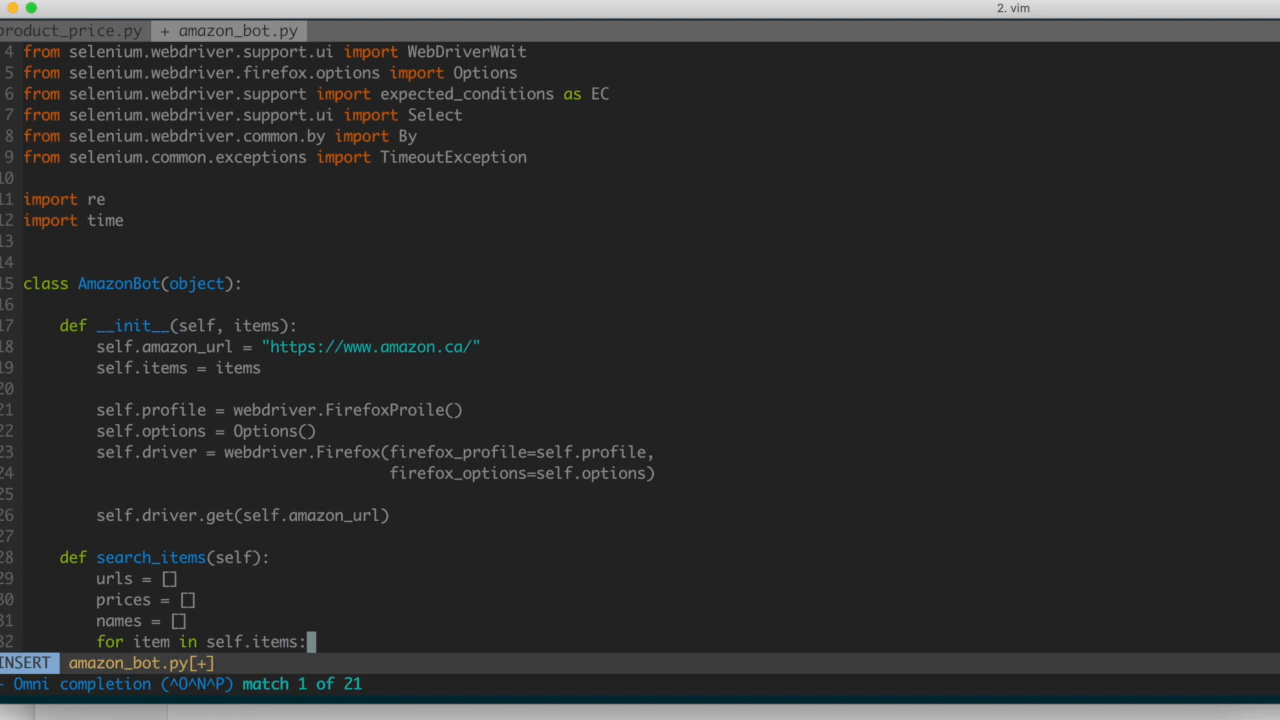 2. vim
product_price.py + amazon_bot.py
4 from selenium.webdriver.support.ui import WebDriverWait
5 from selenium.webdriver.firefox.options import Options
6 from selenium.webdriver.support import expected_conditions as EC
7 from selenium.webdriver.support.ui import Select
8 from selenium.webdriver.common.by import By
9 from selenium.common.exceptions import TimeoutException
10
11 import re
12 import time
13
14
15 class AmazonBot(object):
16
17     def __init__(self, items):
18         self.amazon_url = "https://www.amazon.ca/"
19         self.items = items
20
21         self.profile = webdriver.FirefoxProile()
22         self.options = Options()
23         self.driver = webdriver.Firefox(firefox_profile=self.profile,
24                                         firefox_options=self.options)
25
26         self.driver.get(self.amazon_url)
27
28     def search_items(self):
29         urls = []
30         prices = []
31         names = []
32         for item in self.items:
INSERT amazon_bot.py[+]
- Omni completion (^O^N^P) match 1 of 21